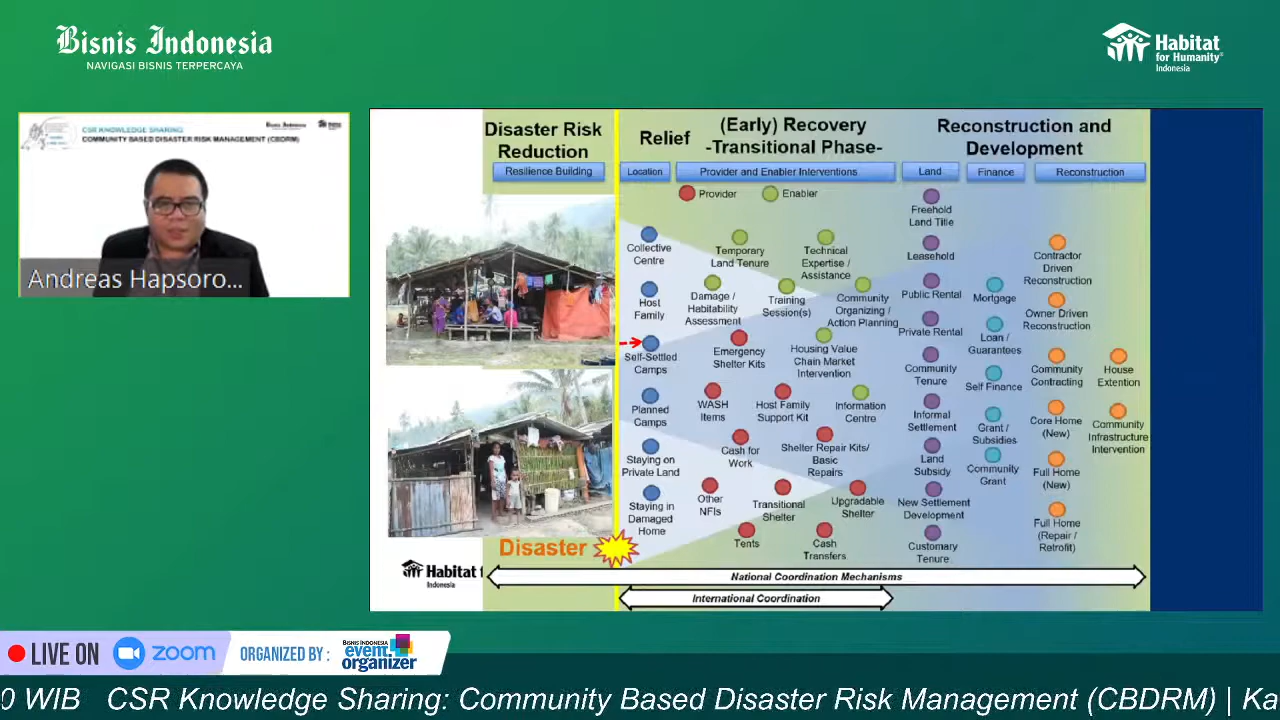 Bisnis Indonesia
NAVIGASI BISNIS TERPERCAYA
Habitat
for Humanity®
Indonesia
CSR KNOWLEDGE SHARING
COMMUNITY BASED DISASTER RISK MANAGEMENT (CBDRM)
Andreas Hapsoro...
Disaster Risk
Reduction
Resilience Building
Relief
Location
(Early) Recovery
-Transitional Phase-
Provider and Enabler Interventions
Reconstruction and
Development
Land
Finance
Reconstruction
Provider
Enabler
Collective
Centre
Host
Family
Self-Settled
Camps
Planned
Camps
Staying on
Private Land
Staying in
Damaged
Home
Temporary
Land Tenure
Technical
Expertise /
Assistance
Damage /
Habitability
Assessment
Training
Session(s)
Community
Organizing /
Action Planning
Emergency
Shelter Kits
Housing Value
Chain Market
Intervention
WASH
Items
Host Family
Support Kit
Information
Centre
Cash for
Work
Shelter Repair Kits/
Basic
Repairs
Other
NFIs
Transitional
Shelter
Upgradable
Shelter
Tents
Cash
Transfers
Freehold
Land Title
Leasehold
Public Rental
Private Rental
Community
Tenure
Informal
Settlement
Land
Subsidy
New Settlement
Development
Customary
Tenure
Mortgage
Loan /
Guarantees
Self Finance
Grant /
Subsidies
Community
Grant
Contractor
Driven
Reconstruction
Owner Driven
Reconstruction
Community
Contracting
Core Home
(New)
Full Home
(New)
Full Home
(Repair /
Retrofit)
House
Extention
Community
Infrastructure
Intervention
Disaster
Habitat
Indonesia
National Coordination Mechanisms
International Coordination
LIVE ON
zoom
ORGANIZED BY :
BISNIS INDONESIA
event
organizer
0 WIB CSR Knowledge Sharing: Community Based Disaster Risk Management (CBDRM) | Ka